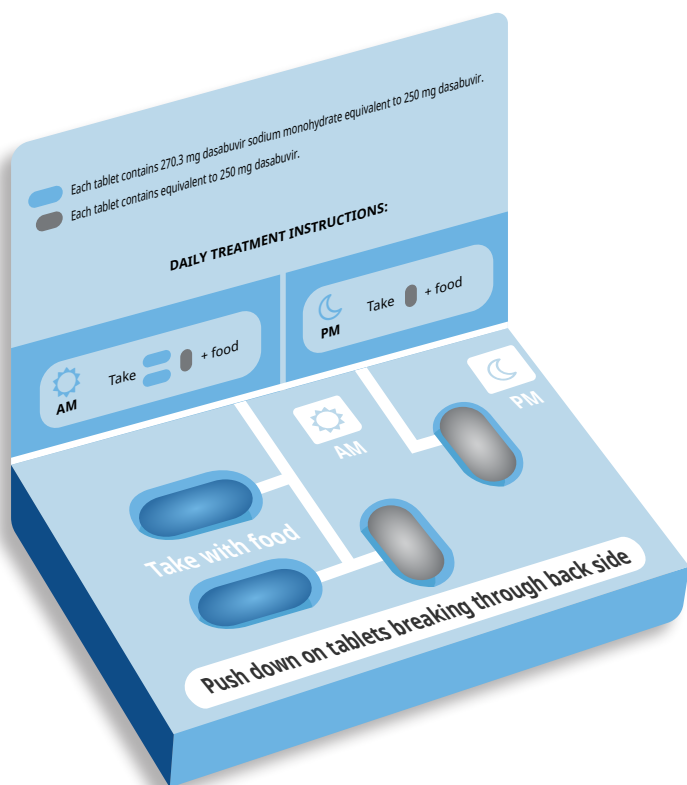 Each tablet contains 270.3 mg dasabuvir sodium monohydrate equivalent to 250 mg dasabuvir.
Each tablet contains equivalent to 250 mg dasabuvir.
DAILY TREATMENT INSTRUCTIONS:
AM Take + food
PM Take + food
AM
PM
Take with food
Push down on tablets breaking through back side